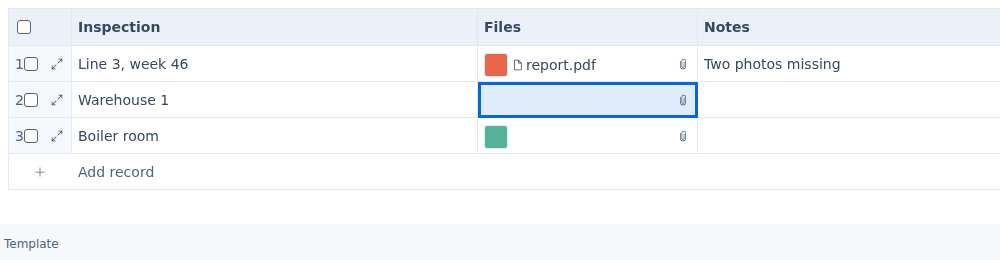 Inspection Files Notes
1 Line 3, week 46 report.pdf Two photos missing
2 Warehouse 1
3 Boiler room
+ Add record
Template